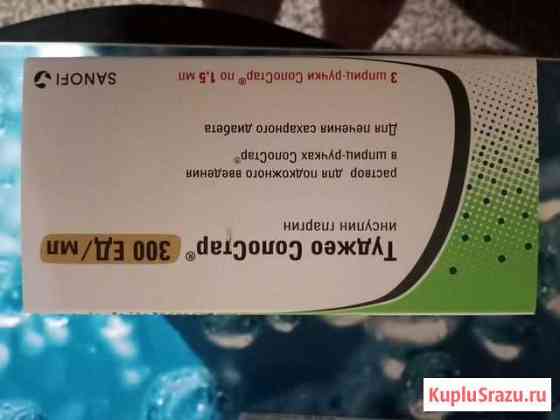 Туджео СолоСтар® 300 ЕД/мл
инсулин гларгин
раствор для подкожного введения
в шприц-ручках СолоСтар®
Для лечения сахарного диабета
3 шприц-ручки СолоСтар® по 1,5 мл
SANOFI
KupluSrazu.ru